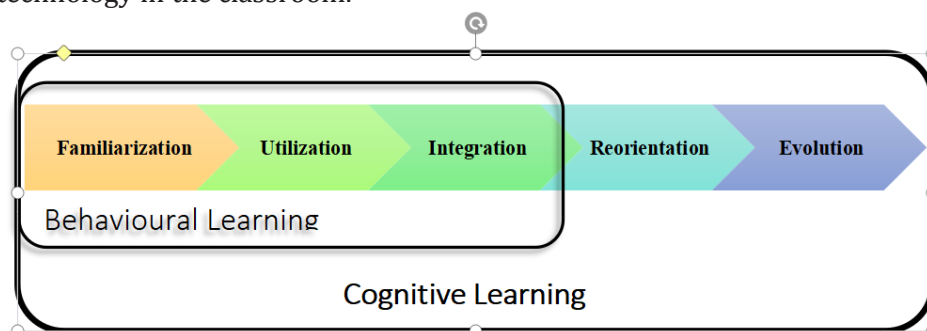 technology in the classroom.
Familiarization Utilization Integration Reorientation Evolution
Behavioural Learning
Cognitive Learning